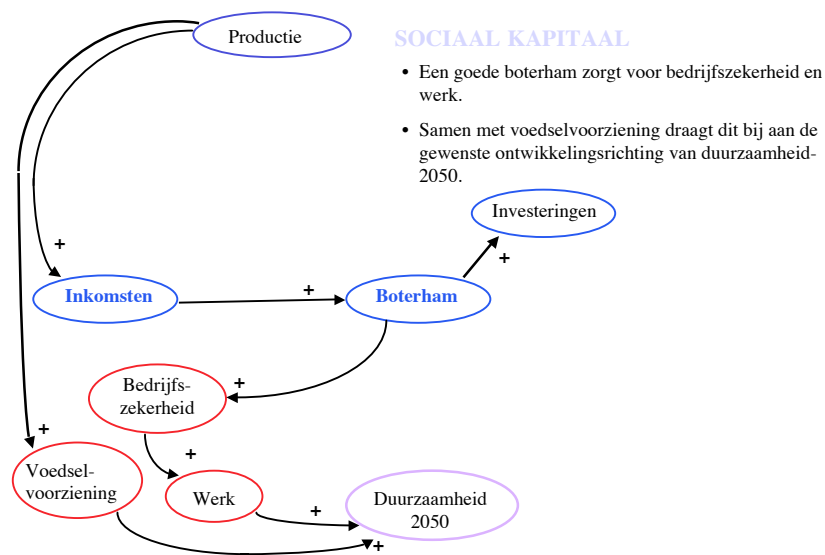 Productie
SOCIAAL KAPITAAL
• Een goede boterham zorgt voor bedrijfszekerheid en
werk.
• Samen met voedselvoorziening draagt dit bij aan de
gewenste ontwikkelingsrichting van duurzaamheid-
2050.
Investeringen
+
+
Inkomsten
+
Boterham
Bedrijfs-
zekerheid
+
+
Voedsel-
voorziening
+
Werk
+
Duurzaamheid
2050
+